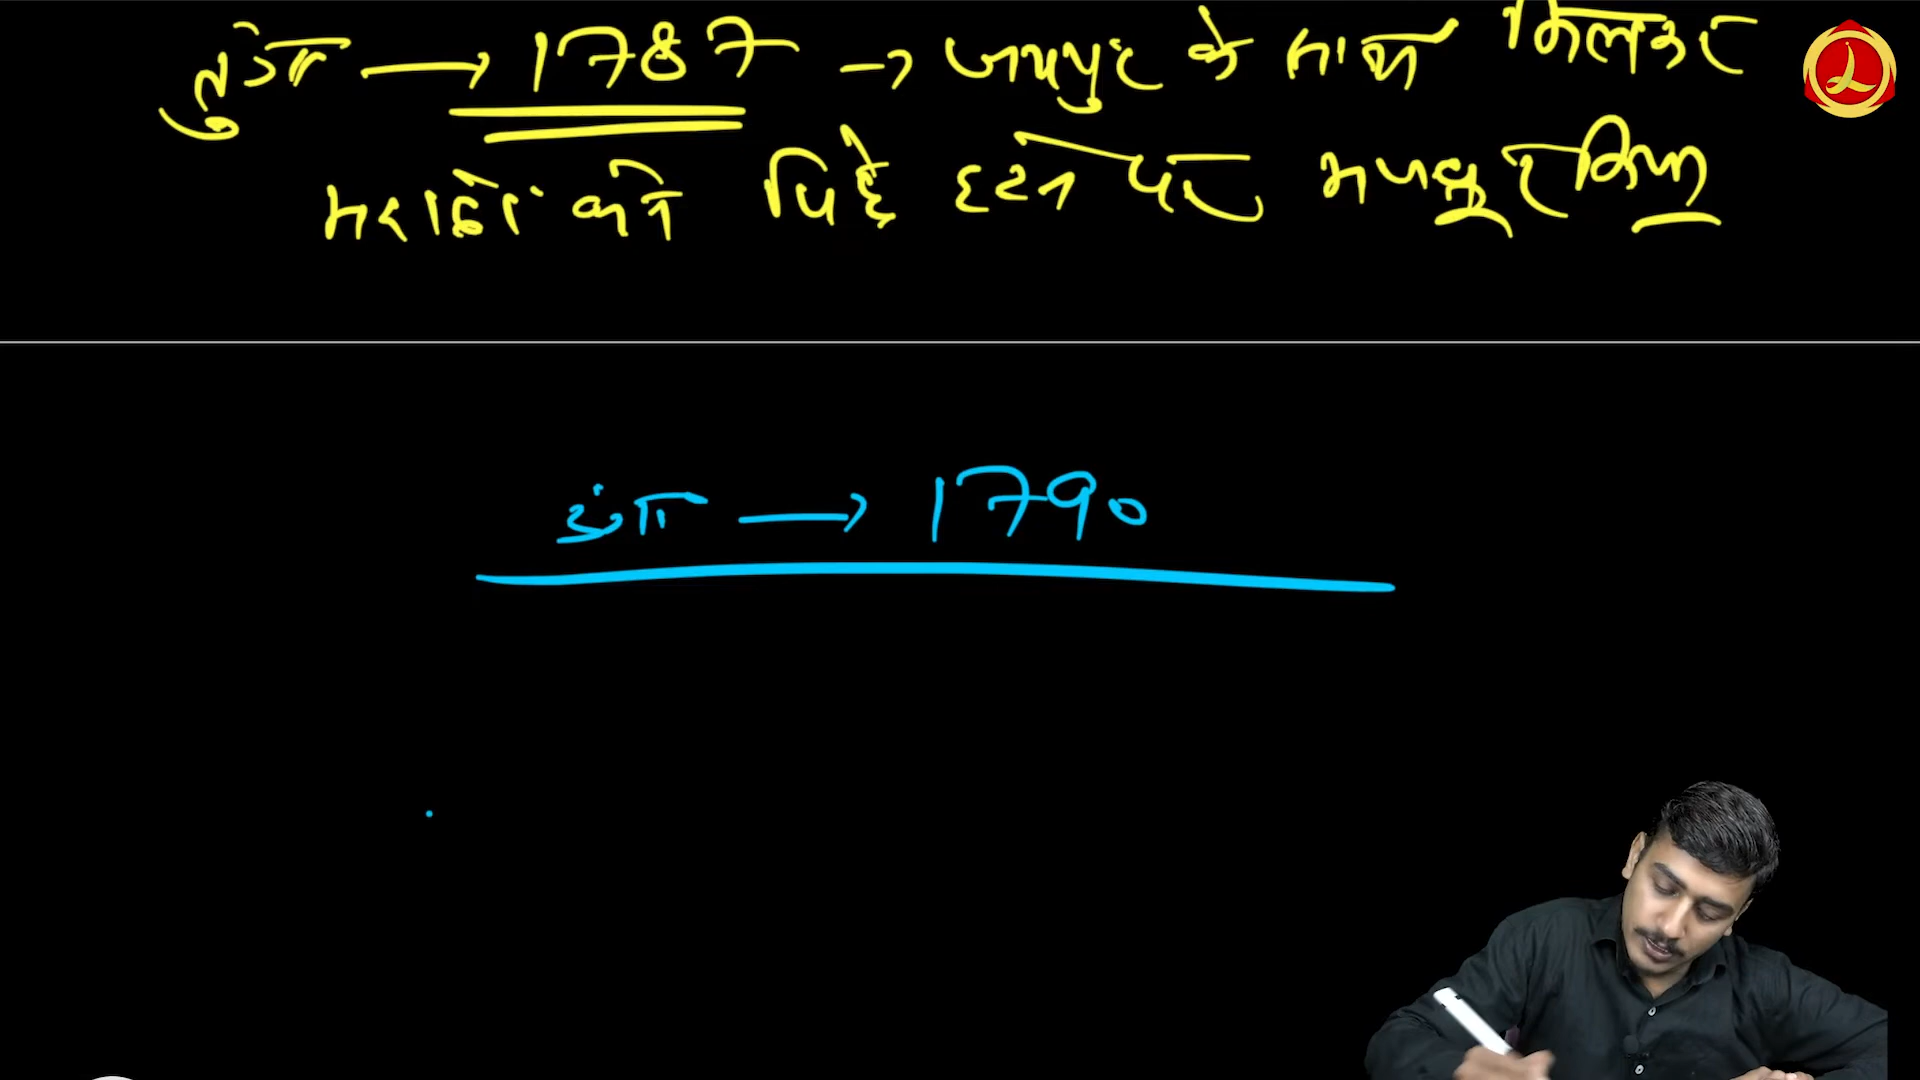 तुंगा → 1787 → जयपुर के साथ मिलकर
मराठों को पिछे हटने पर मजबूर किया
डंगा → 1790